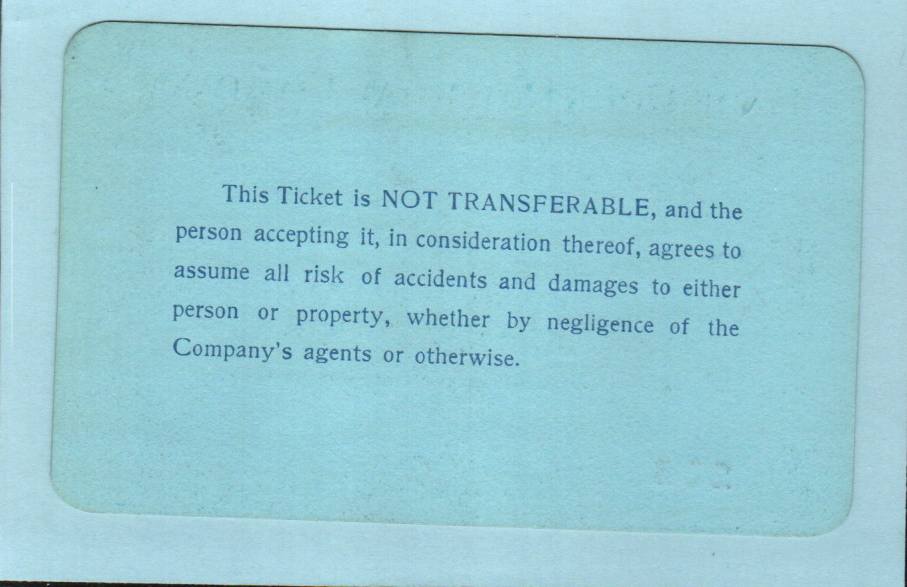 This Ticket is NOT TRANSFERABLE, and the
person accepting it, in consideration thereof, agrees to
assume all risk of accidents and damages to either
person or property, whether by negligence of the
Company's agents or otherwise.